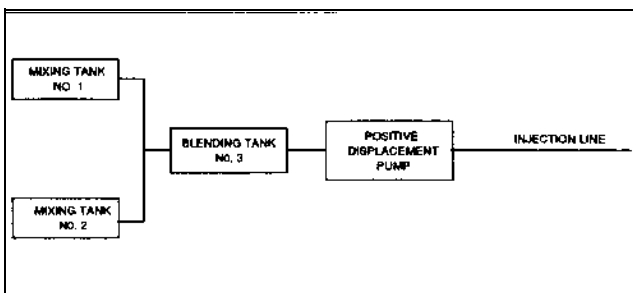 MIXING TANK
NO. 1
BLENDING TANK
NO. 3
POSITIVE
DISPLACEMENT
PUMP
INJECTION LINE
MIXING TANK
NO. 2